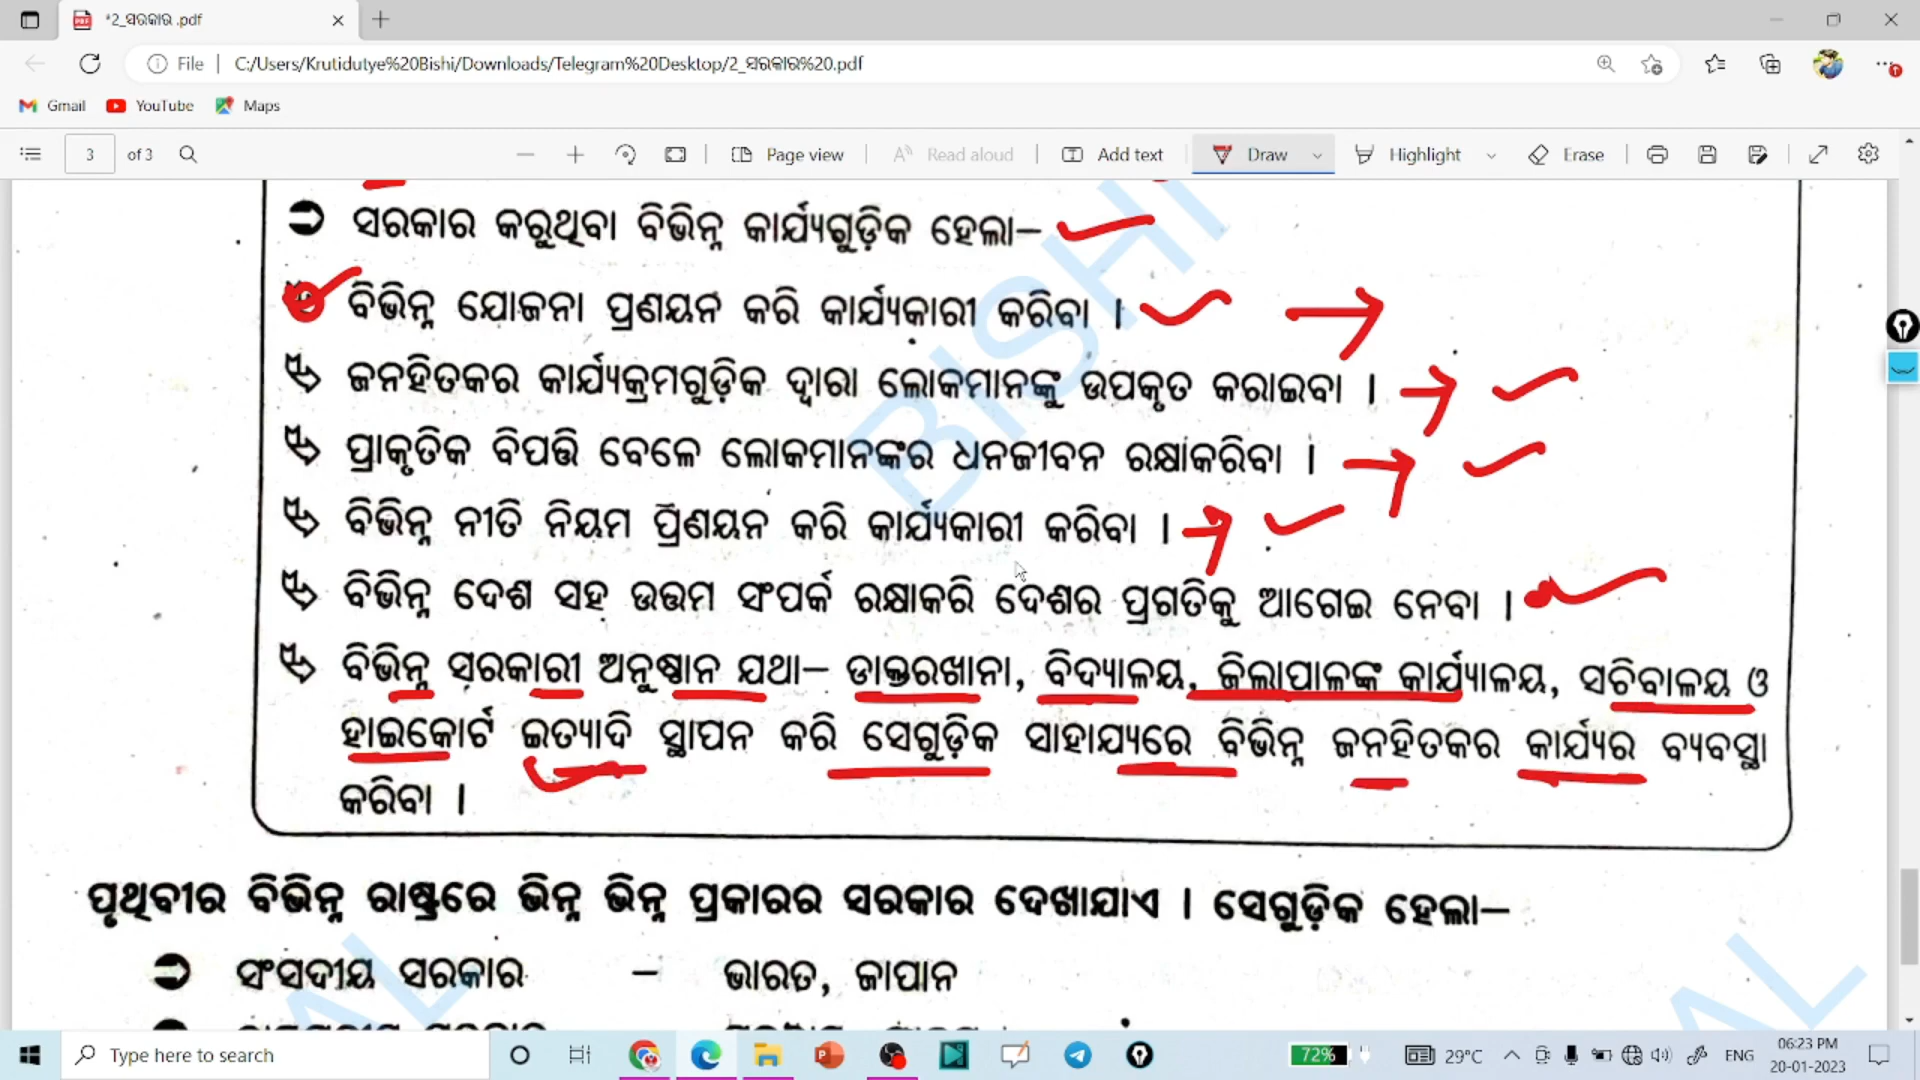 *2_ସରକାର .pdf
File C:/Users/Krutidutye%20Bishi/Downloads/Telegram%20Desktop/2_ସରକାର%20.pdf
Gmail YouTube Maps
3 of 3 Page view Read aloud Add text Draw Highlight Erase
ସରକାର କରୁଥିବା ବିଭିନ୍ନ କାର୍ଯ୍ୟଗୁଡ଼ିକ ହେଲା–
ବିଭିନ୍ନ ଯୋଜନା ପ୍ରଣୟନ କରି କାର୍ଯ୍ୟକାରୀ କରିବା ।
ଜନହିତକର କାର୍ଯ୍ୟକ୍ରମଗୁଡ଼ିକ ଦ୍ୱାରା ଲୋକମାନଙ୍କୁ ଉପକୃତ କରାଇବା ।
ପ୍ରାକୃତିକ ବିପତ୍ତି ବେଳେ ଲୋକମାନଙ୍କର ଧନଜୀବନ ରକ୍ଷାକରିବା ।
ବିଭିନ୍ନ ନୀତି ନିୟମ ପ୍ରଣୟନ କରି କାର୍ଯ୍ୟକାରୀ କରିବା ।
ବିଭିନ୍ନ ଦେଶ ସହ ଉତ୍ତମ ସଂପର୍କ ରକ୍ଷାକରି ଦେଶର ପ୍ରଗତିକୁ ଆଗେଇ ନେବା ।
ବିଭିନ୍ନ ସରକାରୀ ଅନୁଷ୍ଠାନ ଯଥା– ଡାକ୍ତରଖାନା, ବିଦ୍ୟାଳୟ, ଜିଲାପାଳଙ୍କ କାର୍ଯ୍ୟାଳୟ, ସଚିବାଳୟ ଓ
ହାଇକୋର୍ଟ ଇତ୍ୟାଦି ସ୍ଥାପନ କରି ସେଗୁଡ଼ିକ ସାହାଯ୍ୟରେ ବିଭିନ୍ନ ଜନହିତକର କାର୍ଯ୍ୟର ବ୍ୟବସ୍ଥା
କରିବା ।
ପୃଥିବୀର ବିଭିନ୍ନ ରାଷ୍ଟ୍ରରେ ଭିନ୍ନ ଭିନ୍ନ ପ୍ରକାରର ସରକାର ଦେଖାଯାଏ । ସେଗୁଡ଼ିକ ହେଲା–
ସଂସଦୀୟ ସରକାର – ଭାରତ, ଜାପାନ
BISHI
Type here to search 72% 29°C ENG 06:23 PM
20-01-2023